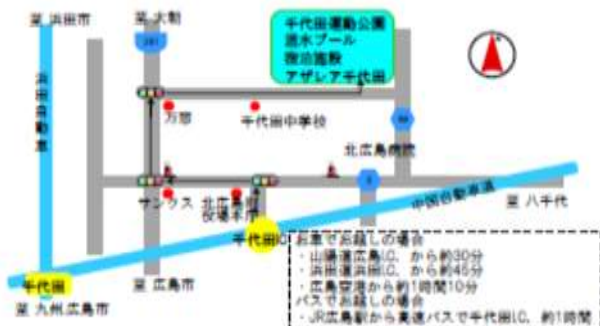 至 浜田市
至 大朝
261
千代田運動公園
温水プール
宿泊施設
アザレア千代田
浜田自動車
万惣
千代田中学校
北広島病院
サンクス
北広島町
役場本庁
中国自動車道
至 八千代
千代田IC
千代田
至 広島市
至 九州,広島市
お車でお越しの場合
・山陽道広島I.C. から約30分
・浜田道浜田I.C. から約45分
・広島空港から約1時間10分
バスでお越しの場合
・JR広島駅から高速バスで千代田I.C. 約1時間